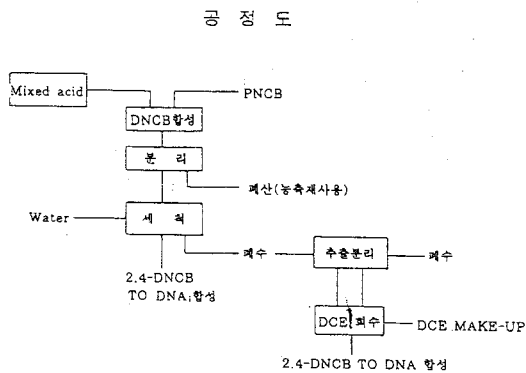 공 정 도
Mixed acid
PNCB
DNCB합성
분 리
폐산(농축재사용)
Water
세 척
폐수
추출분리
폐수
2.4-DNCB
TO DNA;합성
DCE 회수
DCE MAKE-UP
2.4-DNCB TO DNA 합성